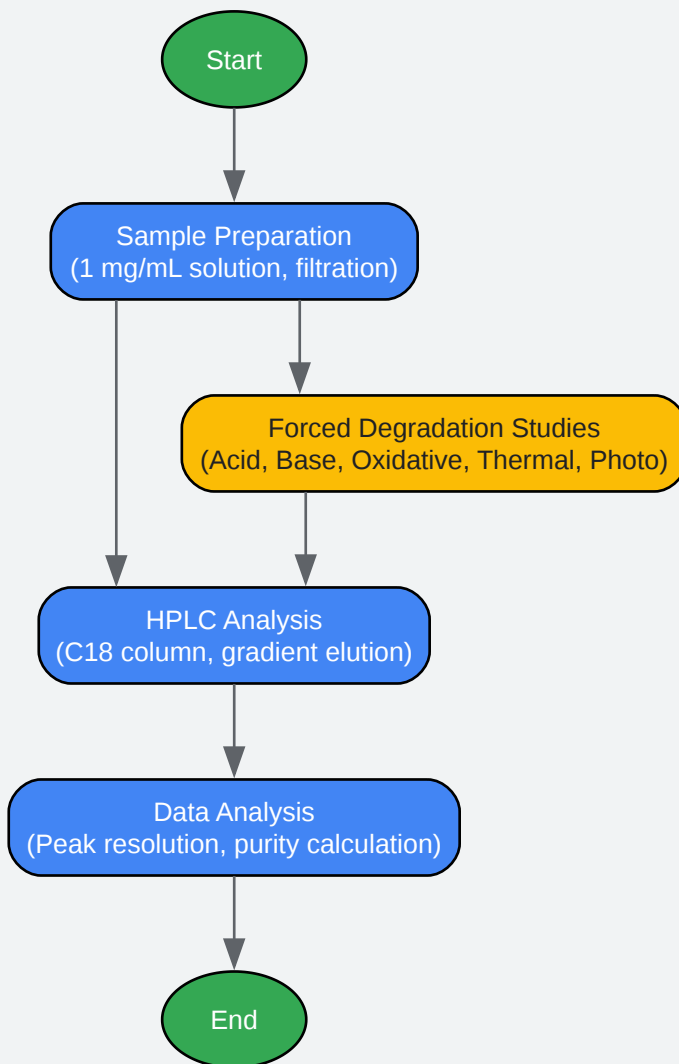 Start
Sample Preparation
(1 mg/mL solution, filtration)
Forced Degradation Studies
(Acid, Base, Oxidative, Thermal, Photo)
HPLC Analysis
(C18 column, gradient elution)
Data Analysis
(Peak resolution, purity calculation)
End